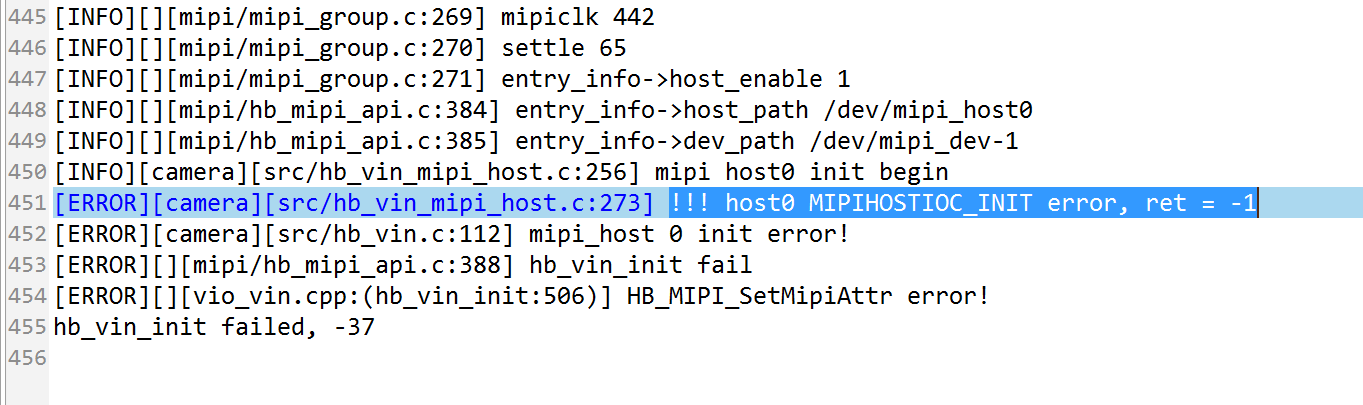 445 [INFO][][mipi/mipi_group.c:269] mipiclk 442
446 [INFO][][mipi/mipi_group.c:270] settle 65
447 [INFO][][mipi/mipi_group.c:271] entry_info->host_enable 1
448 [INFO][][mipi/hb_mipi_api.c:384] entry_info->host_path /dev/mipi_host0
449 [INFO][][mipi/hb_mipi_api.c:385] entry_info->dev_path /dev/mipi_dev-1
450 [INFO][camera][src/hb_vin_mipi_host.c:256] mipi host0 init begin
451 [ERROR][camera][src/hb_vin_mipi_host.c:273] !!! host0 MIPIHOSTIOC_INIT error, ret = -1
452 [ERROR][camera][src/hb_vin.c:112] mipi_host 0 init error!
453 [ERROR][][mipi/hb_mipi_api.c:388] hb_vin_init fail
454 [ERROR][][vio_vin.cpp:(hb_vin_init:506)] HB_MIPI_SetMipiAttr error!
455 hb_vin_init failed, -37
456